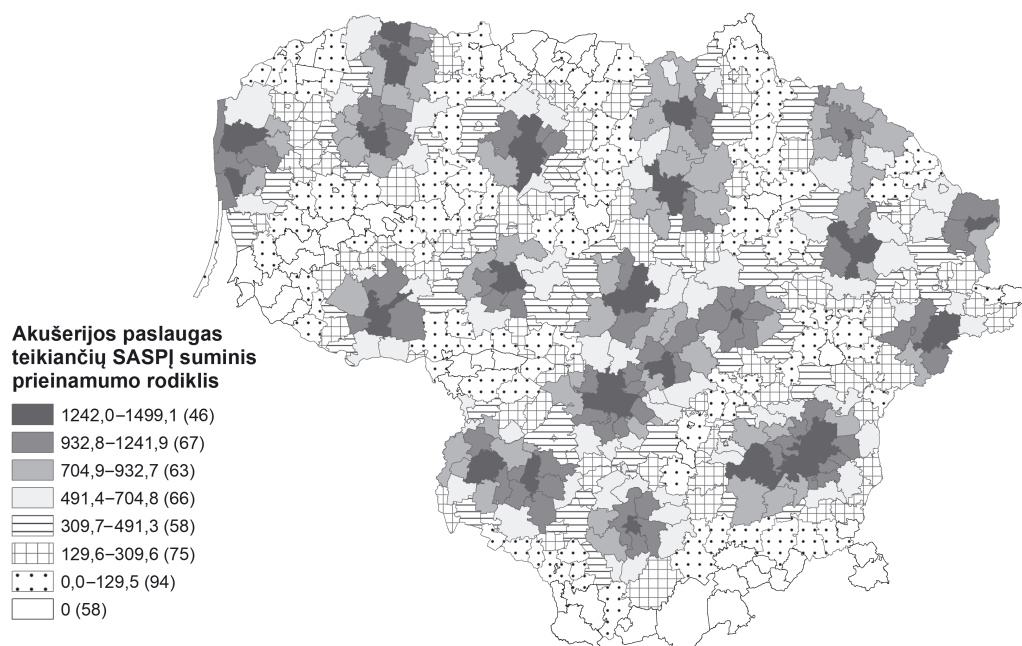 Akušerijos paslaugas
teikiančių SASPĮ suminis
prieinamumo rodiklis
1242,0–1499,1 (46)
932,8–1241,9 (67)
704,9–932,7 (63)
491,4–704,8 (66)
309,7–491,3 (58)
129,6–309,6 (75)
0,0–129,5 (94)
0 (58)